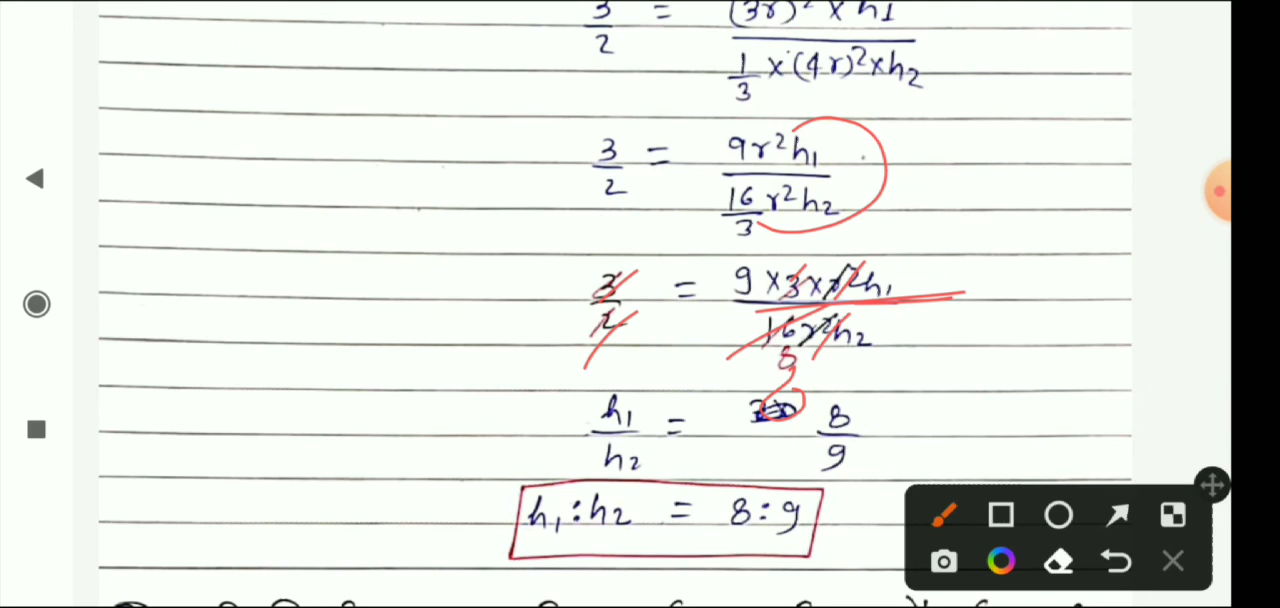 3/2 = (3r)² × h1 / 1/3 × (4r)² × h2
3/2 = 9r²h1 / 16/3 r²h2
3/2 = 9 × 3 × r²h1 / 16r²h2
8
h1/h2 = 8/9
h1 : h2 = 8 : 9